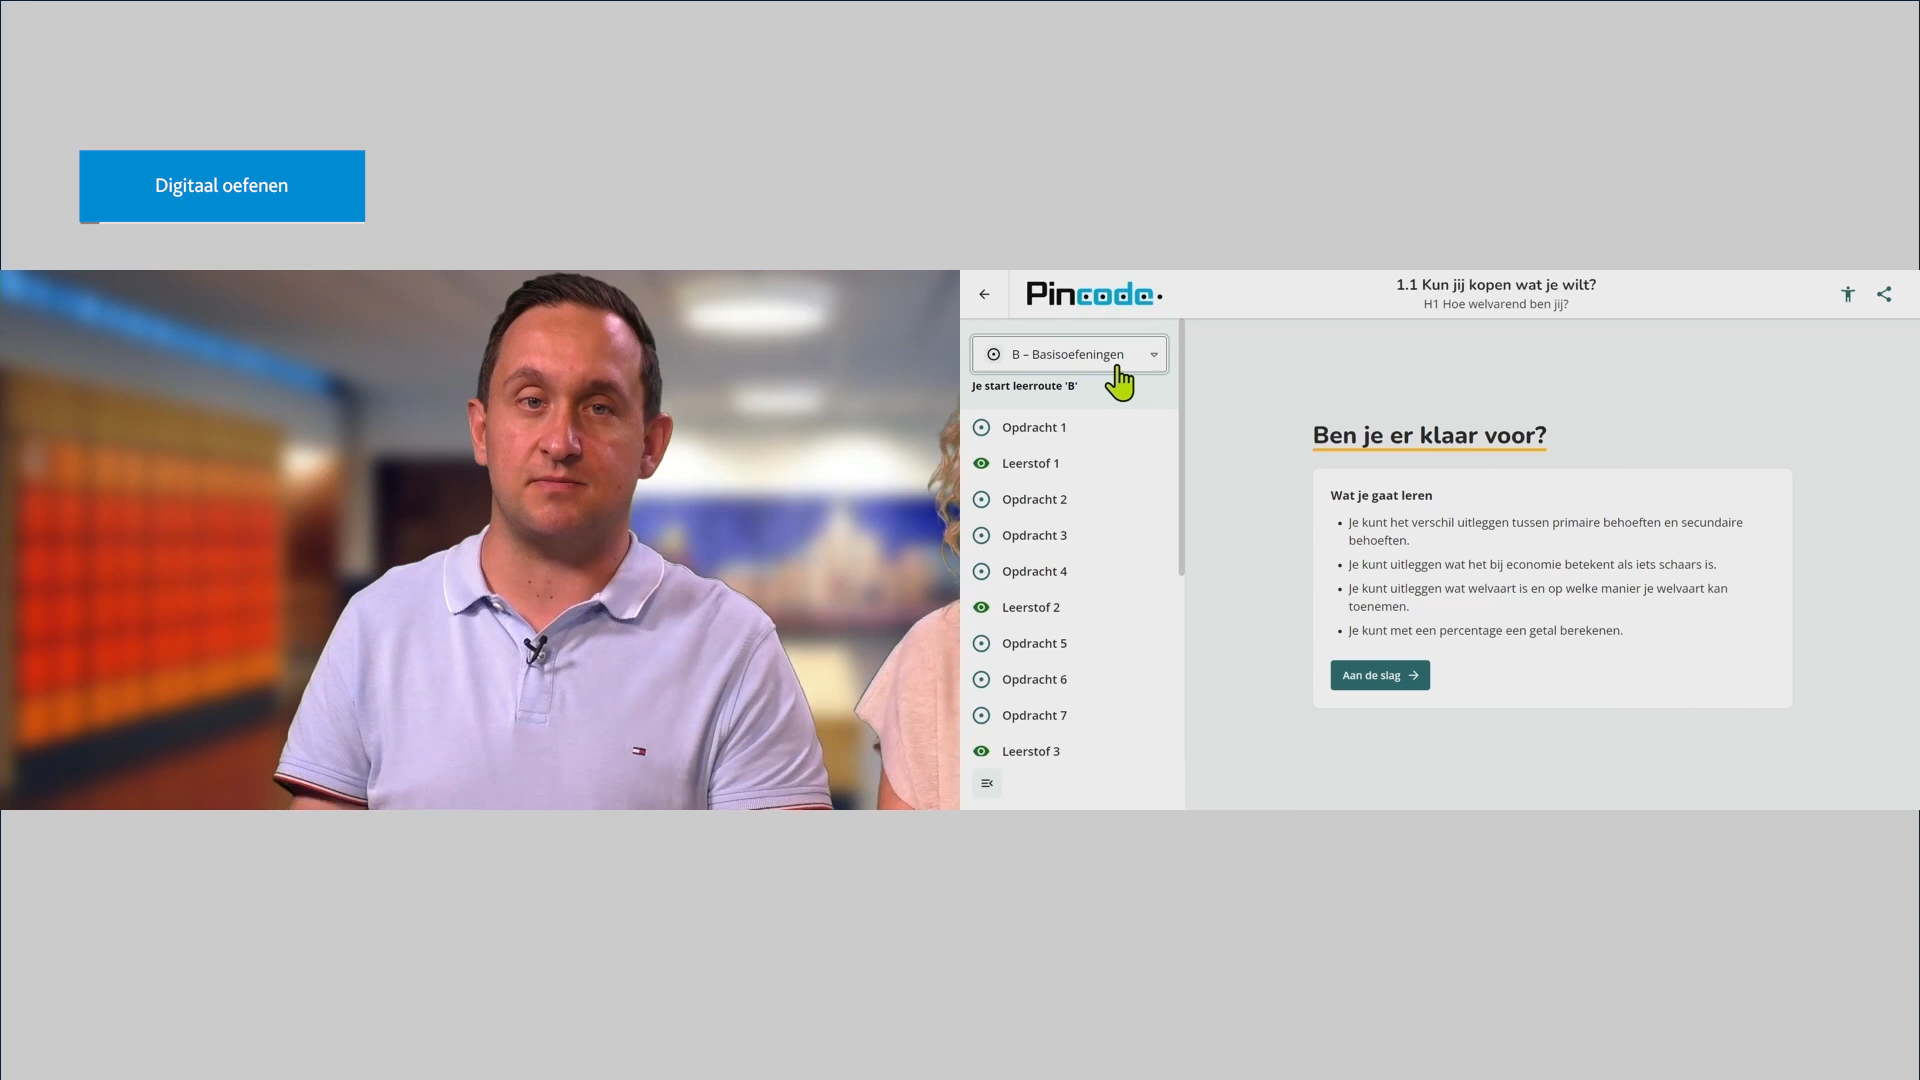 Digitaal oefenen
Pincode.
1.1 Kun jij kopen wat je wilt?
H1 Hoe welvarend ben jij?
B – Basisoefeningen
Je start leerroute 'B'
Opdracht 1
Leerstof 1
Opdracht 2
Opdracht 3
Opdracht 4
Leerstof 2
Opdracht 5
Opdracht 6
Opdracht 7
Leerstof 3
Ben je er klaar voor?
Wat je gaat leren
• Je kunt het verschil uitleggen tussen primaire behoeften en secundaire
behoeften.
• Je kunt uitleggen wat het bij economie betekent als iets schaars is.
• Je kunt uitleggen wat welvaart is en op welke manier je welvaart kan
toenemen.
• Je kunt met een percentage een getal berekenen.
Aan de slag